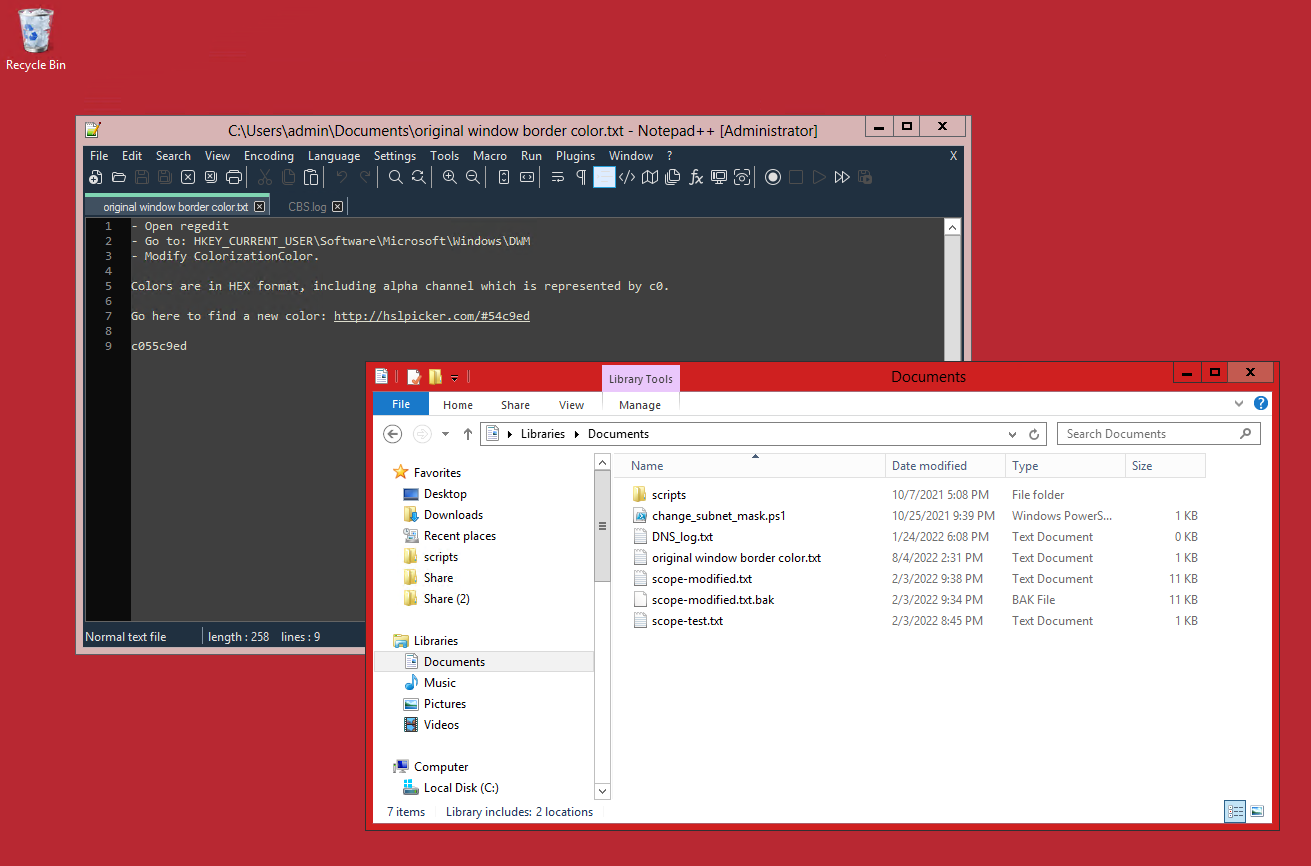 Recycle Bin
C:\Users\admin\Documents\original window border color.txt - Notepad++ [Administrator]
File Edit Search View Encoding Language Settings Tools Macro Run Plugins Window ? X
original window border color.txt CBS.log
1 - Open regedit
2 - Go to: HKEY_CURRENT_USER\Software\Microsoft\Windows\DWM
3 - Modify ColorizationColor.
4
5 Colors are in HEX format, including alpha channel which is represented by c0.
6
7 Go here to find a new color: http://hslpicker.com/#54c9ed
8
9 c055c9ed
Normal text file length : 258 lines : 9
Library Tools Documents
File Home Share View Manage
Libraries Documents Search Documents
Name Date modified Type Size
Favorites
Desktop
Downloads
Recent places
scripts
Share
Share (2)
Libraries
Documents
Music
Pictures
Videos
Computer
Local Disk (C:)
scripts 10/7/2021 5:08 PM File folder
change_subnet_mask.ps1 10/25/2021 9:39 PM Windows PowerS... 1 KB
DNS_log.txt 1/24/2022 6:08 PM Text Document 0 KB
original window border color.txt 8/4/2022 2:31 PM Text Document 1 KB
scope-modified.txt 2/3/2022 9:38 PM Text Document 11 KB
scope-modified.txt.bak 2/3/2022 9:34 PM BAK File 11 KB
scope-test.txt 2/3/2022 8:45 PM Text Document 1 KB
7 items Library includes: 2 locations